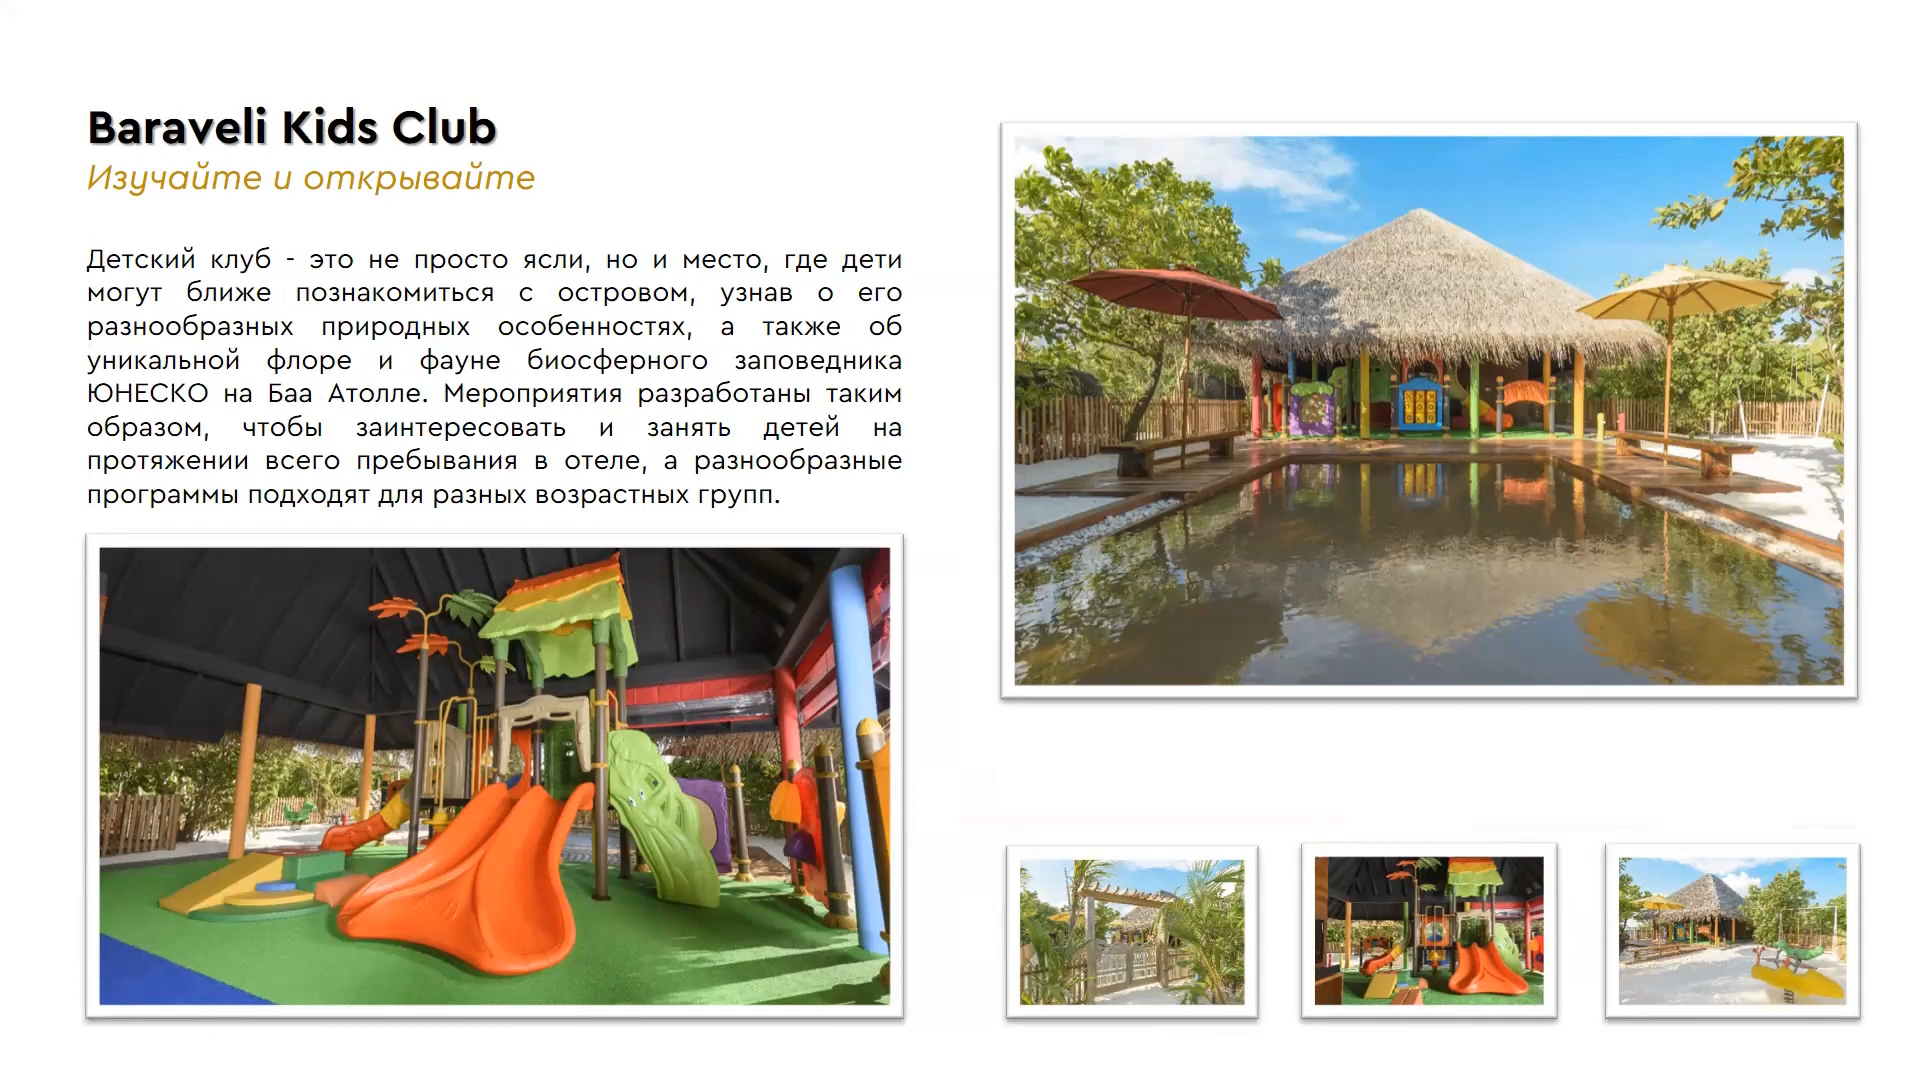 Baraveli Kids Club
Изучайте и открывайте
Детский клуб - это не просто ясли, но и место, где дети
могут ближе познакомиться с островом, узнав о его
разнообразных природных особенностях, а также об
уникальной флоре и фауне биосферного заповедника
ЮНЕСКО на Баа Атолле. Мероприятия разработаны таким
образом, чтобы заинтересовать и занять детей на
протяжении всего пребывания в отеле, а разнообразные
программы подходят для разных возрастных групп.